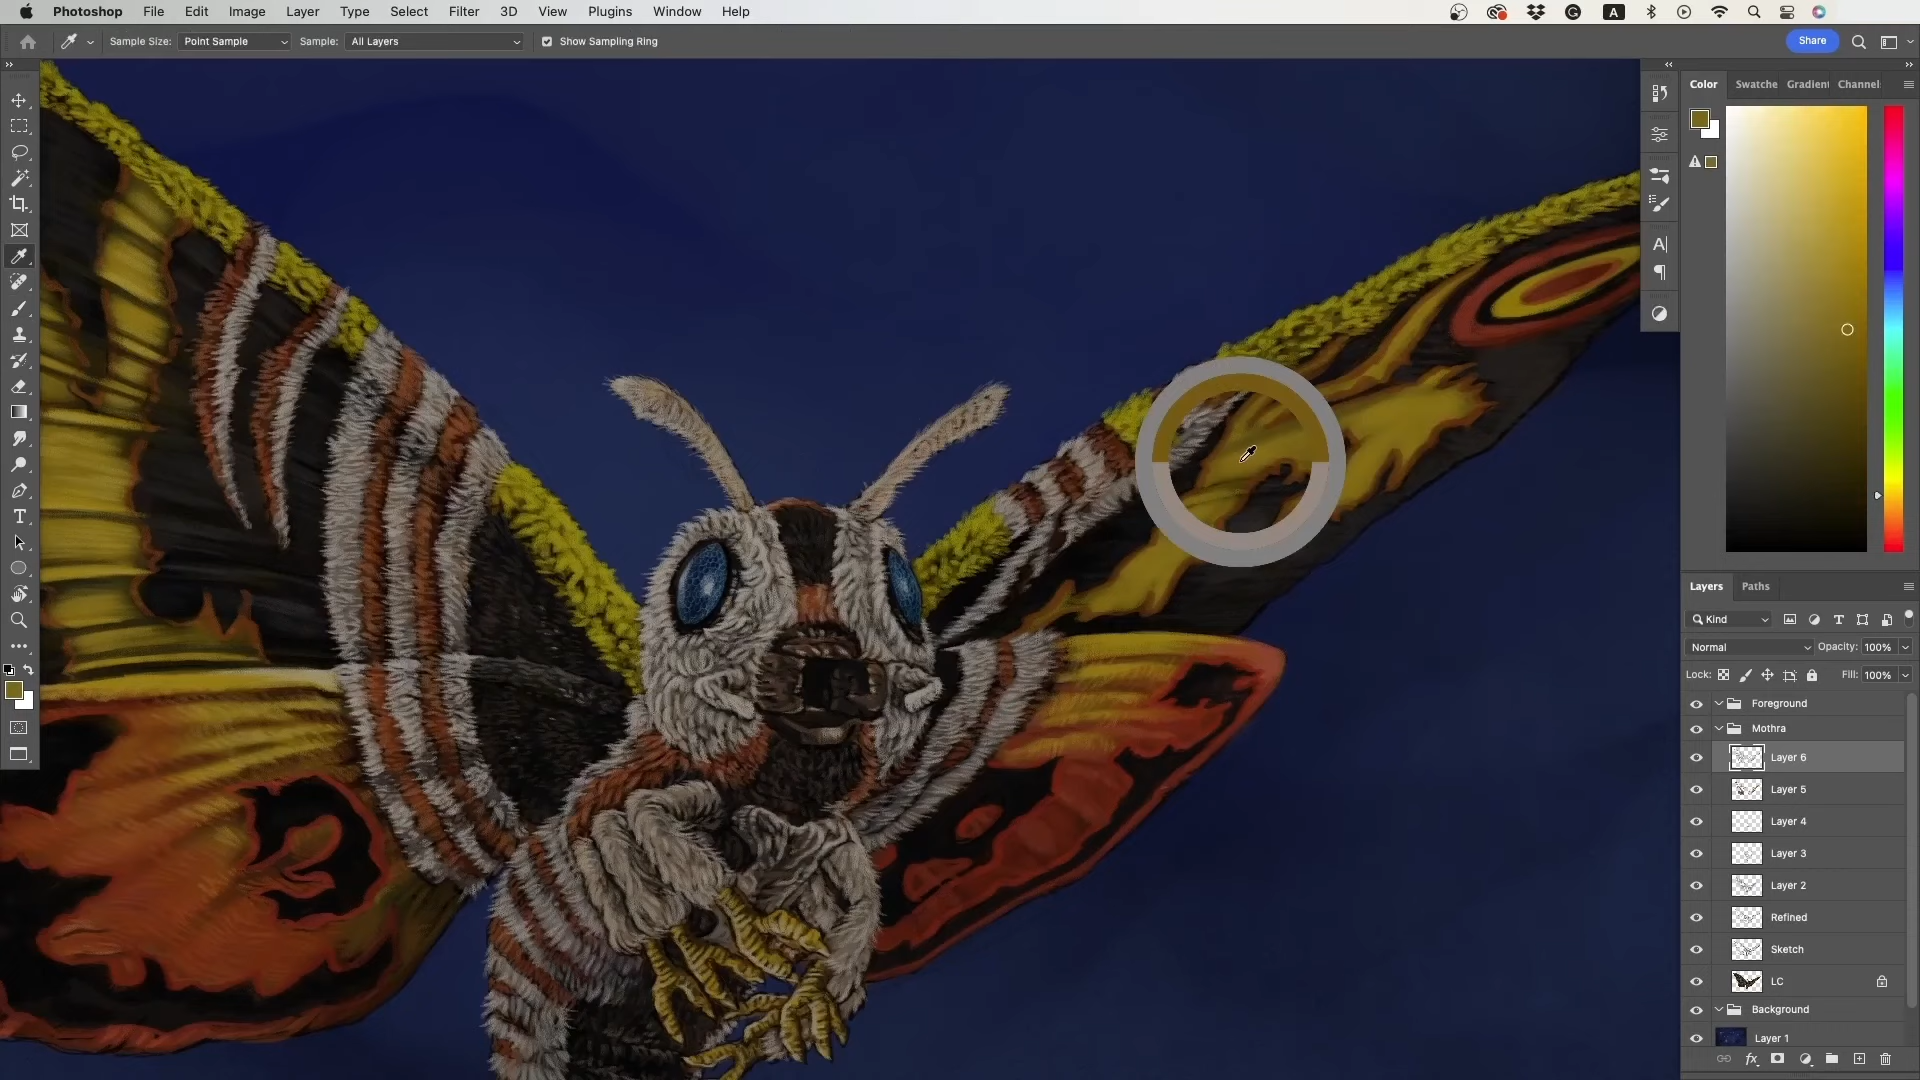 Photoshop File Edit Image Layer Type Select Filter 3D View Plugins Window Help
Sample Size: Point Sample Sample: All Layers Show Sampling Ring Share
Color Swatche Gradient Channel
Layers Paths
Kind
Normal Opacity: 100%
Lock: Fill: 100%
Foreground
Mothra
Layer 6
Layer 5
Layer 4
Layer 3
Layer 2
Refined
Sketch
LC
Background
Layer 1